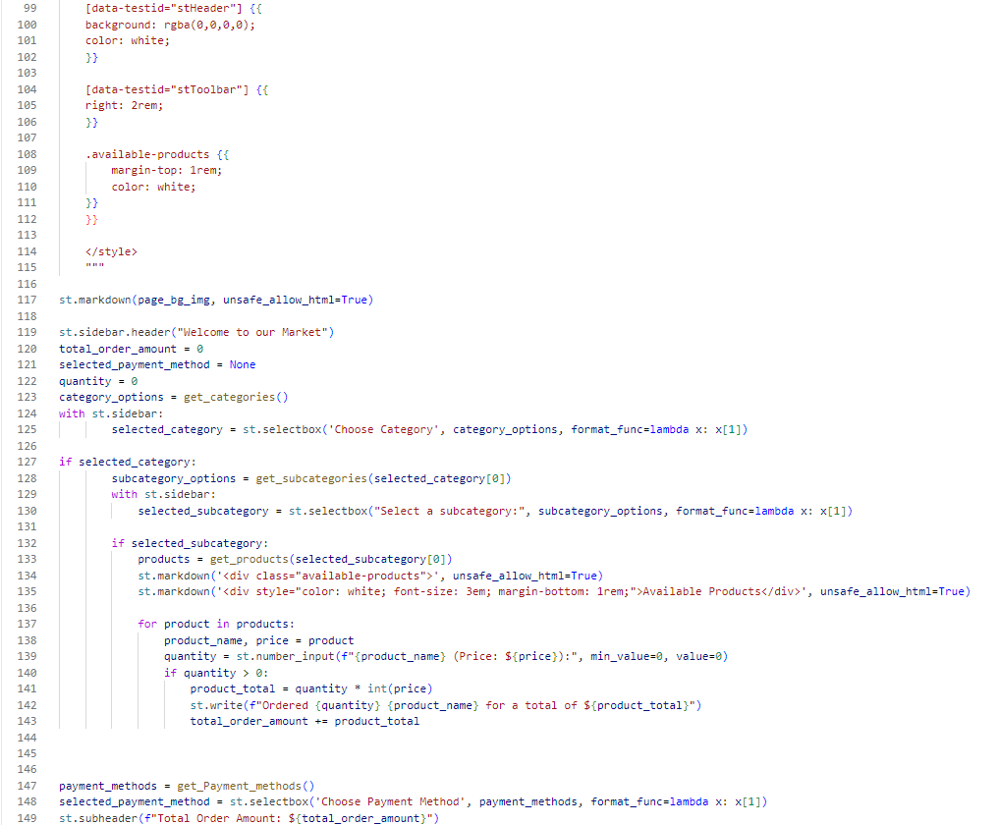 99 [data-testid="stHeader"] {{
100 background: rgba(0,0,0,0);
101 color: white;
102 }}
103
104 [data-testid="stToolbar"] {{
105 right: 2rem;
106 }}
107
108 .available-products {{
109 margin-top: 1rem;
110 color: white;
111 }}
112 }}
113
114 </style>
115 """
116
117 st.markdown(page_bg_img, unsafe_allow_html=True)
118
119 st.sidebar.header("Welcome to our Market")
120 total_order_amount = 0
121 selected_payment_method = None
122 quantity = 0
123 category_options = get_categories()
124 with st.sidebar:
125 selected_category = st.selectbox('Choose Category', category_options, format_func=lambda x: x[1])
126
127 if selected_category:
128 subcategory_options = get_subcategories(selected_category[0])
129 with st.sidebar:
130 selected_subcategory = st.selectbox("Select a subcategory:", subcategory_options, format_func=lambda x: x[1])
131
132 if selected_subcategory:
133 products = get_products(selected_subcategory[0])
134 st.markdown('<div class="available-products">', unsafe_allow_html=True)
135 st.markdown('<div style="color: white; font-size: 3em; margin-bottom: 1rem;">Available Products</div>', unsafe_allow_html=True)
136
137 for product in products:
138 product_name, price = product
139 quantity = st.number_input(f"{product_name} (Price: ${price}):", min_value=0, value=0)
140 if quantity > 0:
141 product_total = quantity * int(price)
142 st.write(f"Ordered {quantity} {product_name} for a total of ${product_total}")
143 total_order_amount += product_total
144
145
146
147 payment_methods = get_Payment_methods()
148 selected_payment_method = st.selectbox('Choose Payment Method', payment_methods, format_func=lambda x: x[1])
149 st.subheader(f"Total Order Amount: ${total_order_amount}")